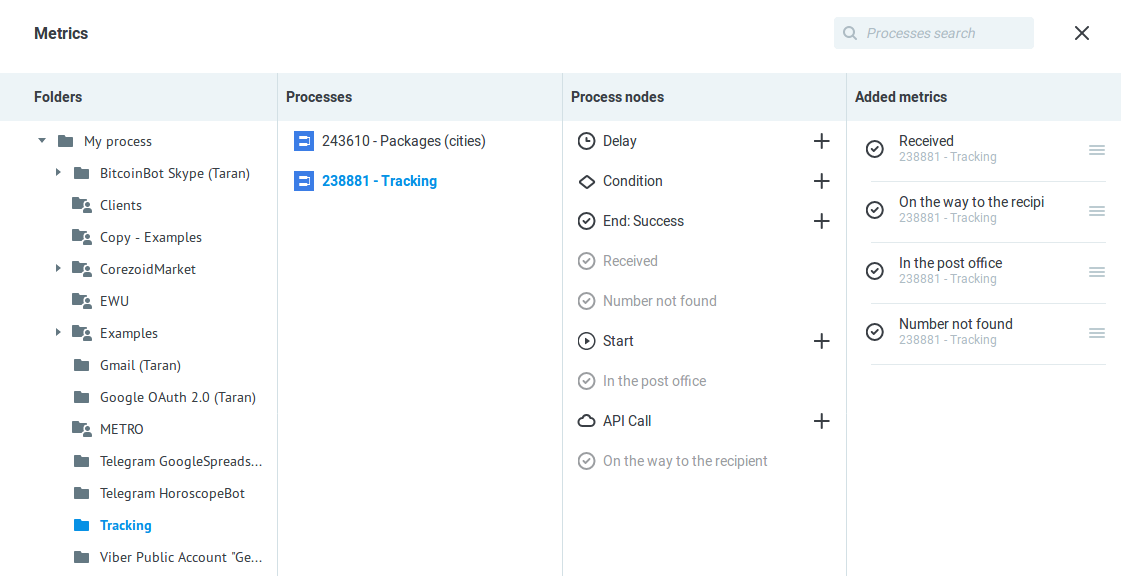 Metrics
Processes search
Folders
Processes
Process nodes
Added metrics
My process
BitcoinBot Skype (Taran)
Clients
Copy - Examples
CorezoidMarket
EWU
Examples
Gmail (Taran)
Google OAuth 2.0 (Taran)
METRO
Telegram GoogleSpreads...
Telegram HoroscopeBot
Tracking
Viber Public Account "Ge...
243610 - Packages (cities)
238881 - Tracking
Delay
Condition
End: Success
Received
Number not found
Start
In the post office
API Call
On the way to the recipient
Received
238881 - Tracking
On the way to the recipi
238881 - Tracking
In the post office
238881 - Tracking
Number not found
238881 - Tracking